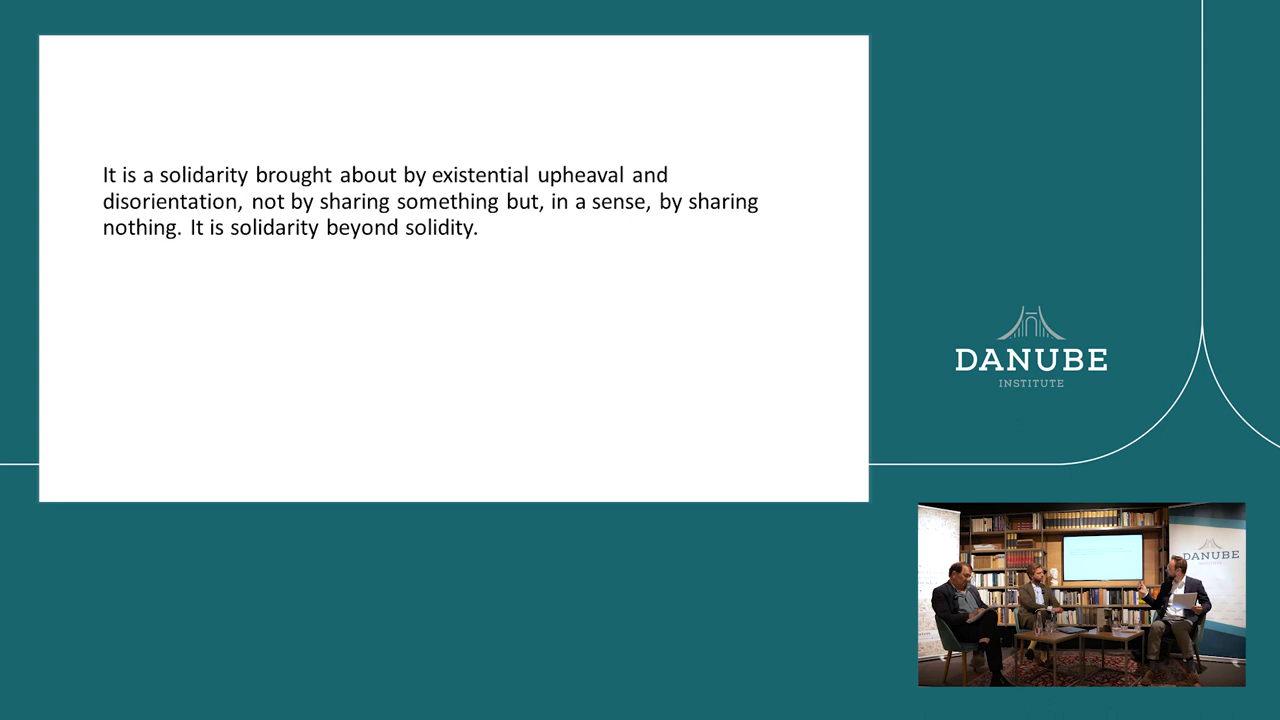 It is a solidarity brought about by existential upheaval and
disorientation, not by sharing something but, in a sense, by sharing
nothing. It is solidarity beyond solidity.
DANUBE
INSTITUTE
DANUBE
INSTITUTE